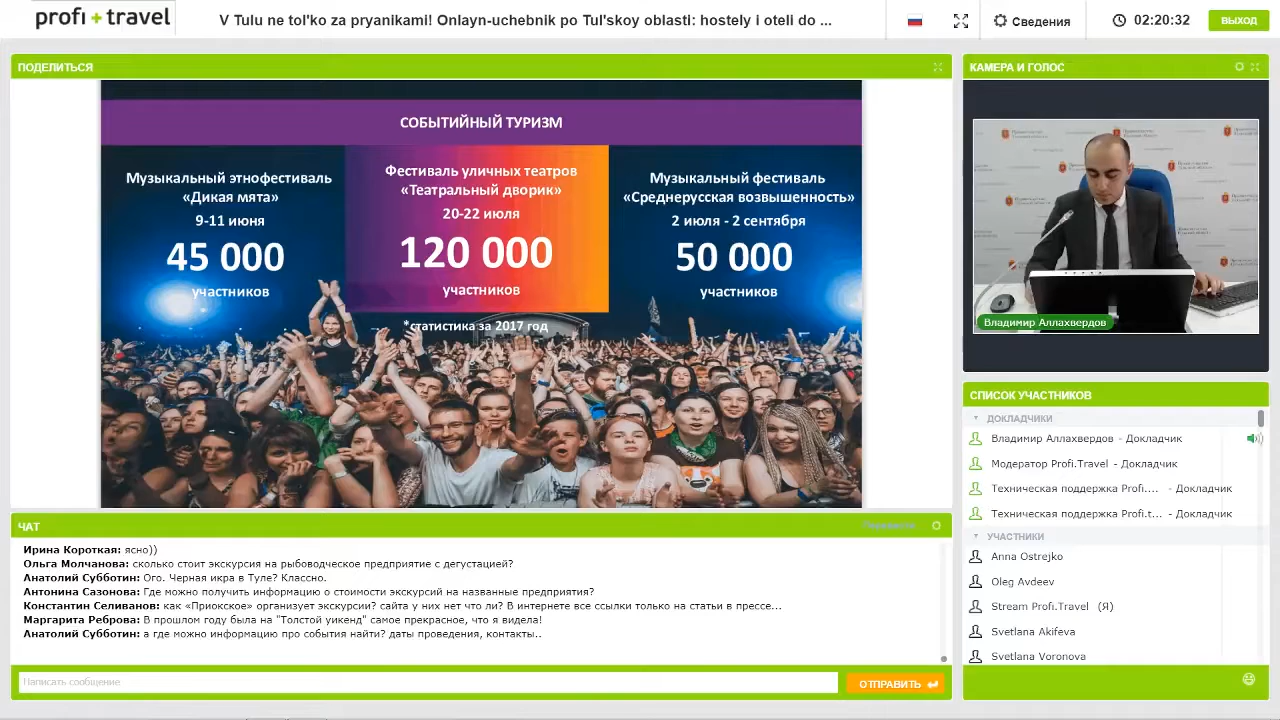 profi + travel
V Tulu ne tol'ko za pryanikami! Onlayn-uchebnik po Tul'skoy oblasti: hostely i oteli do ...
Сведения
02:20:32
ВЫХОД
ПОДЕЛИТЬСЯ
СОБЫТИЙНЫЙ ТУРИЗМ
Музыкальный этнофестиваль
«Дикая мята»
9-11 июня
45 000
участников
Фестиваль уличных театров
«Театральный дворик»
20-22 июля
120 000
участников
Музыкальный фестиваль
«Среднерусская возвышенность»
2 июля - 2 сентября
50 000
участников
*статистика за 2017 год
КАМЕРА И ГОЛОС
Владимир Аллахвердов
СПИСОК УЧАСТНИКОВ
ДОКЛАДЧИКИ
Владимир Аллахвердов - Докладчик
Модератор Profi.Travel - Докладчик
Техническая поддержка Profi.... - Докладчик
Техническая поддержка Profi.t... - Докладчик
УЧАСТНИКИ
Anna Ostrejko
Oleg Avdeev
Stream Profi.Travel (Я)
Svetlana Akifeva
Svetlana Voronova
ЧАТ
Ирина Короткая: ясно))
Ольга Молчанова: сколько стоит экскурсия на рыбоводческое предприятие с дегустацией?
Анатолий Субботин: Ого. Черная икра в Туле? Классно.
Антонина Сазонова: Где можно получить информацию о стоимости экскурсий на названные предприятия?
Константин Селиванов: как «Приокское» организует экскурсии? сайта у них нет что ли? В интернете все ссылки только на статьи в прессе...
Маргарита Реброва: В прошлом году была на "Толстой уикенд" самое прекрасное, что я видела!
Анатолий Субботин: а где можно информацию про события найти? даты проведения, контакты..
Написать сообщение
ОТПРАВИТЬ